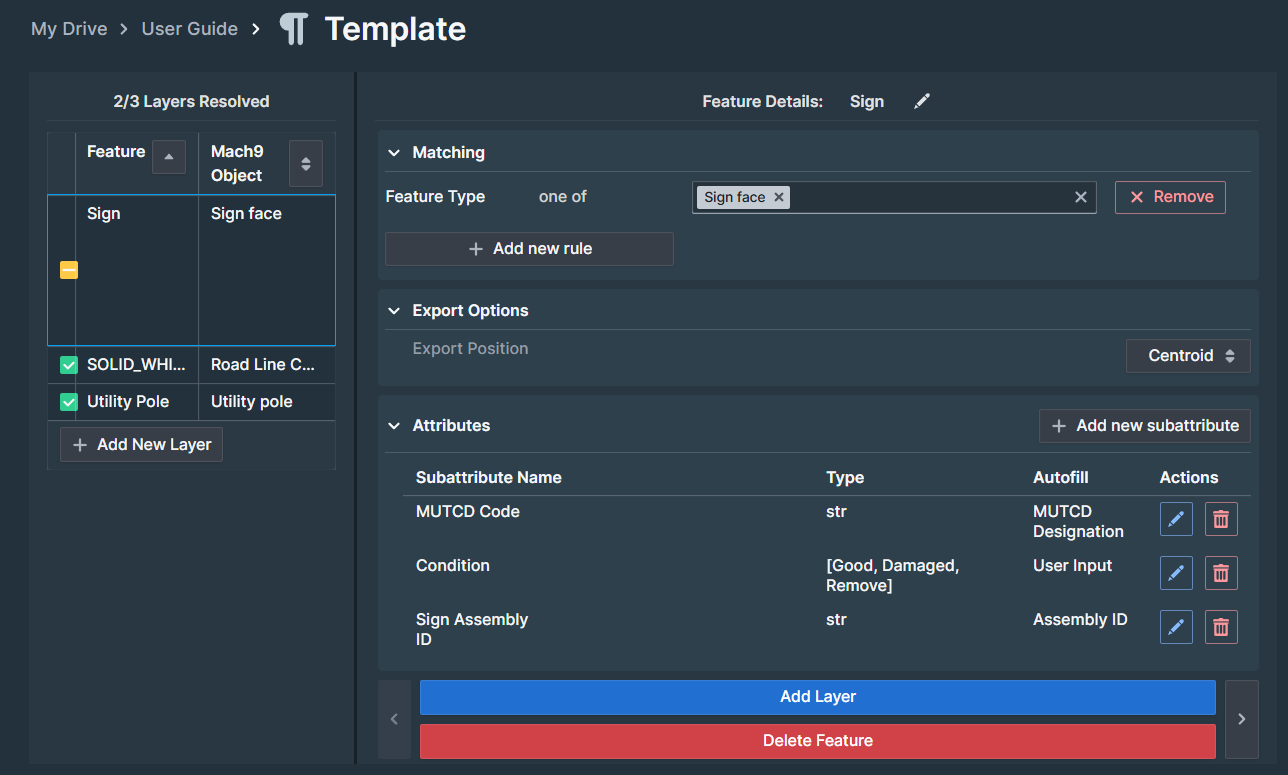 My Drive > User Guide > ¶ Template
2/3 Layers Resolved
Feature
Mach9
Object
Sign
Sign face
SOLID_WHI...
Road Line C...
Utility Pole
Utility pole
+ Add New Layer
Feature Details: Sign
Matching
Feature Type one of Sign face × × × Remove
+ Add new rule
Export Options
Export Position
Centroid
Attributes
+ Add new subattribute
Subattribute Name Type Autofill Actions
MUTCD Code str MUTCD
Designation
Condition [Good, Damaged, User Input
Remove]
Sign Assembly str Assembly ID
ID
Add Layer
Delete Feature